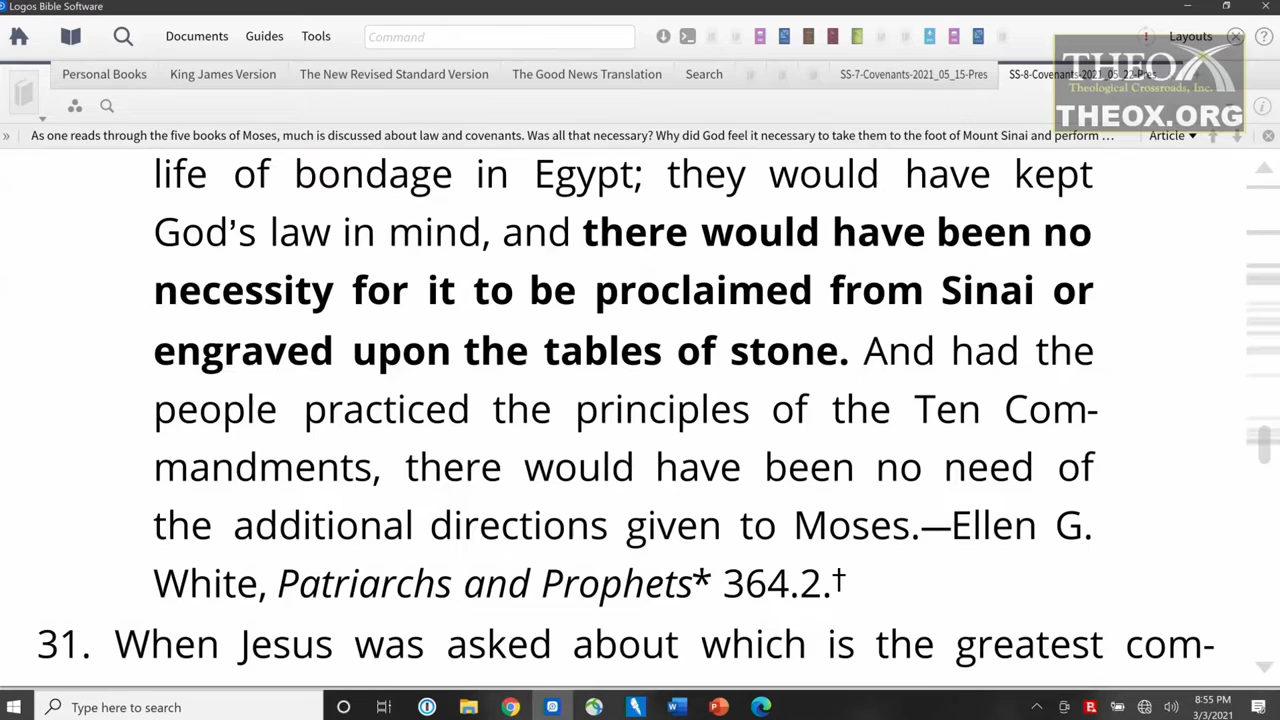 Logos Bible Software
Documents Guides Tools Command Layouts
Personal Books King James Version The New Revised Standard Version The Good News Translation Search SS-7-Covenants-2021_05_15-Pres SS-8-Covenants-2021_05_22-Pres
THEOX
Theological Crossroads, Inc.
THEOX.ORG
» As one reads through the five books of Moses, much is discussed about law and covenants. Was all that necessary? Why did God feel it necessary to take them to the foot of Mount Sinai and perform ... Article
life of bondage in Egypt; they would have kept
God's law in mind, and there would have been no
necessity for it to be proclaimed from Sinai or
engraved upon the tables of stone. And had the
people practiced the principles of the Ten Com-
mandments, there would have been no need of
the additional directions given to Moses.—Ellen G.
White, Patriarchs and Prophets* 364.2.†
31. When Jesus was asked about which is the greatest com-
Type here to search
8:55 PM
3/3/2021